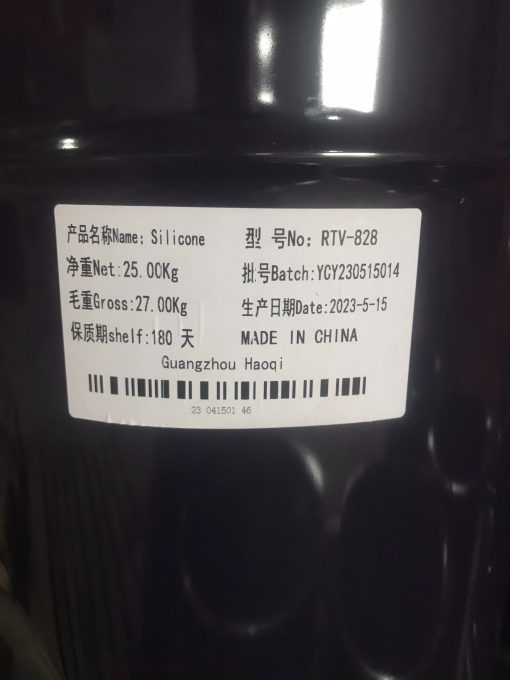 产品名称Name: Silicone 型 号No: RTV-828
净重Net:25.00Kg 批号Batch:YCY230515014
毛重Gross:27.00Kg 生产日期Date:2023-5-15
保质期shelf:180 天 MADE IN CHINA
Guangzhou Haoqi
23 041501 46